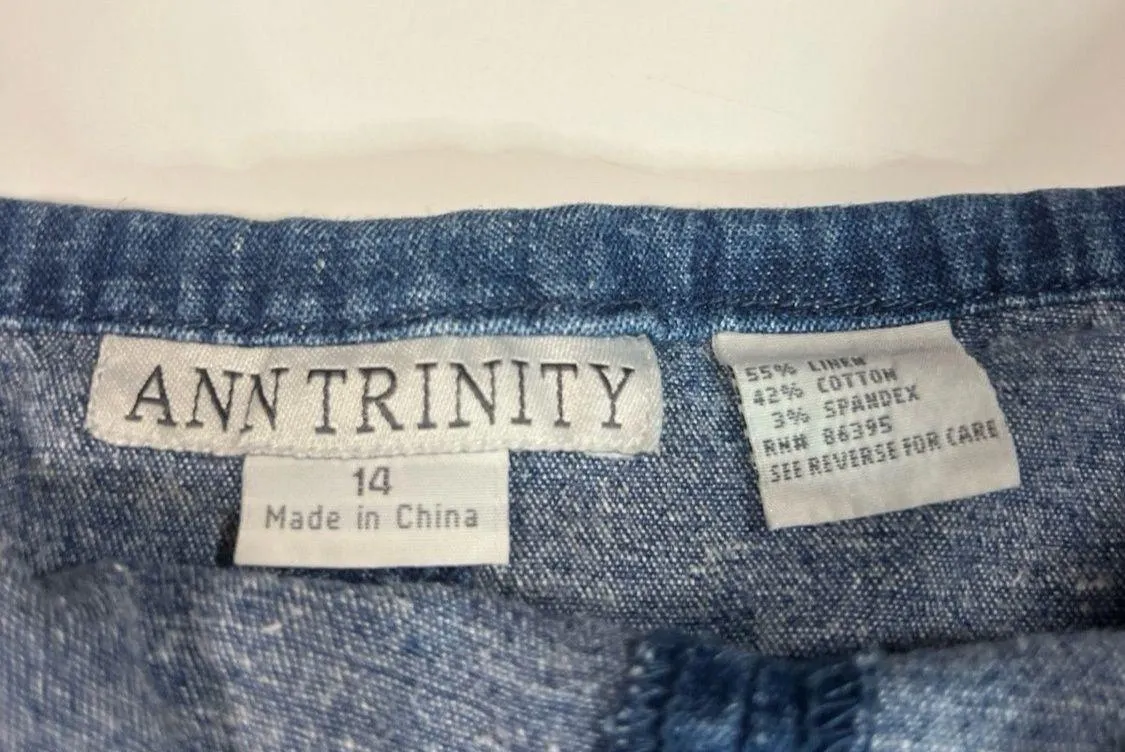 ANN TRINITY
14
Made in China
55% LINEN
42% COTTON
3% SPANDEX
RN# 86395
SEE REVERSE FOR CARE